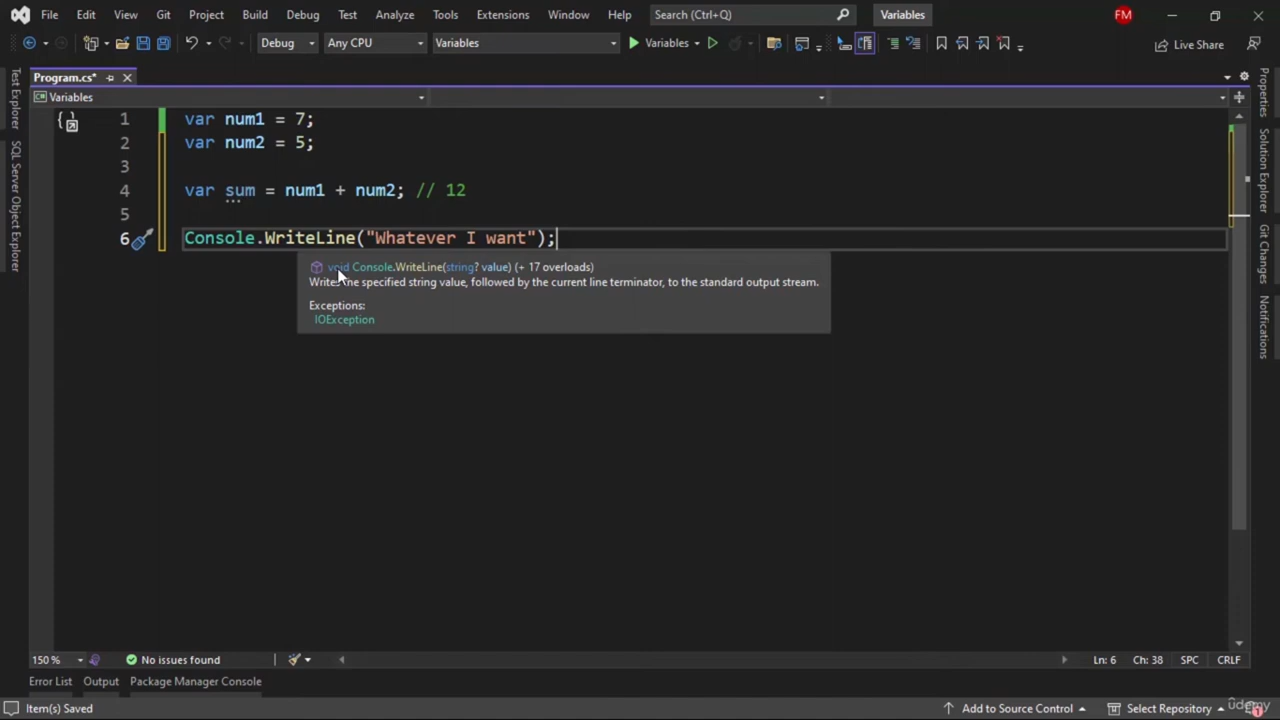 File Edit View Git Project Build Debug Test Analyze Tools Extensions Window Help Search (Ctrl+Q) Variables FM
Debug Any CPU Variables Variables Live Share
Program.cs*
Variables
1 var num1 = 7;
2 var num2 = 5;
3
4 var sum = num1 + num2; // 12
5
6 Console.WriteLine("Whatever I want");
void Console.WriteLine(string? value) (+ 17 overloads)
Writes the specified string value, followed by the current line terminator, to the standard output stream.
Exceptions:
IOException
Test Explorer
SQL Server Object Explorer
Properties
Solution Explorer
Git Changes
Notifications
150 % No issues found Ln: 6 Ch: 38 SPC CRLF
Error List Output Package Manager Console
Item(s) Saved Add to Source Control Select Repository 1
udemy